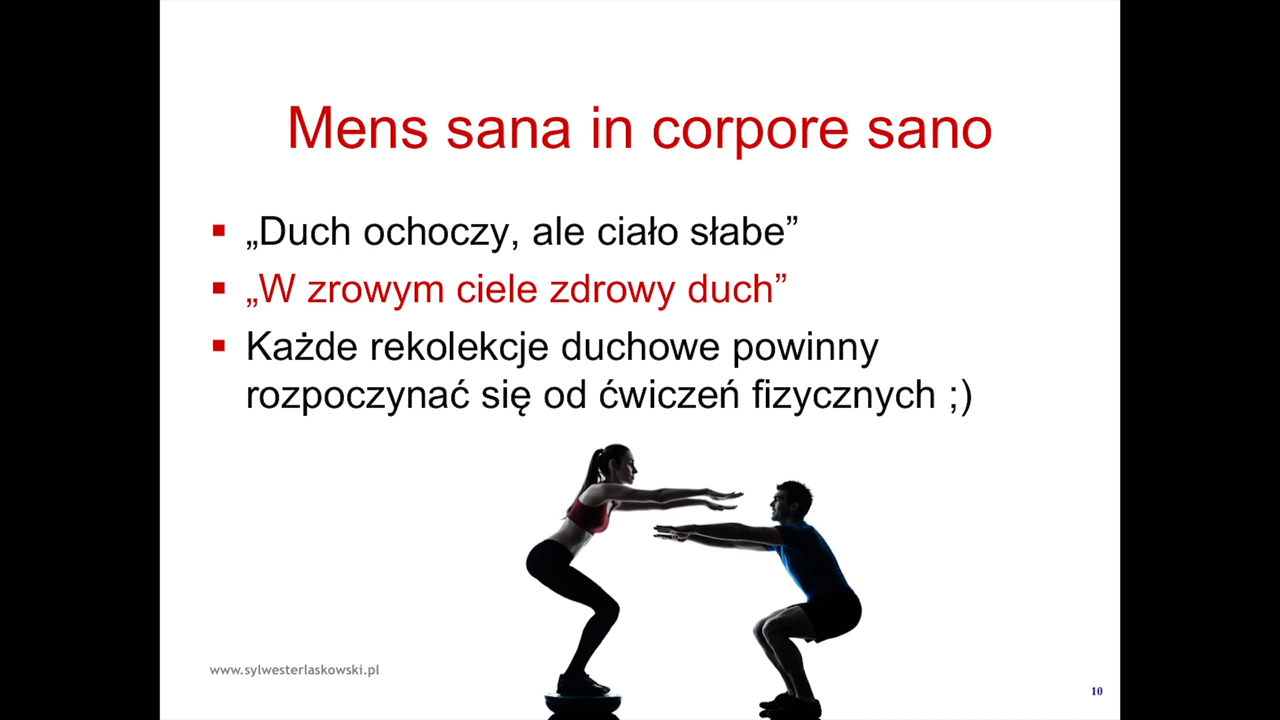 Mens sana in corpore sano
▪ „Duch ochoczy, ale ciało słabe”
▪ „W zrowym ciele zdrowy duch”
▪ Każde rekolekcje duchowe powinny
rozpoczynać się od ćwiczeń fizycznych ;)
www.sylwesterlaskowski.pl
10